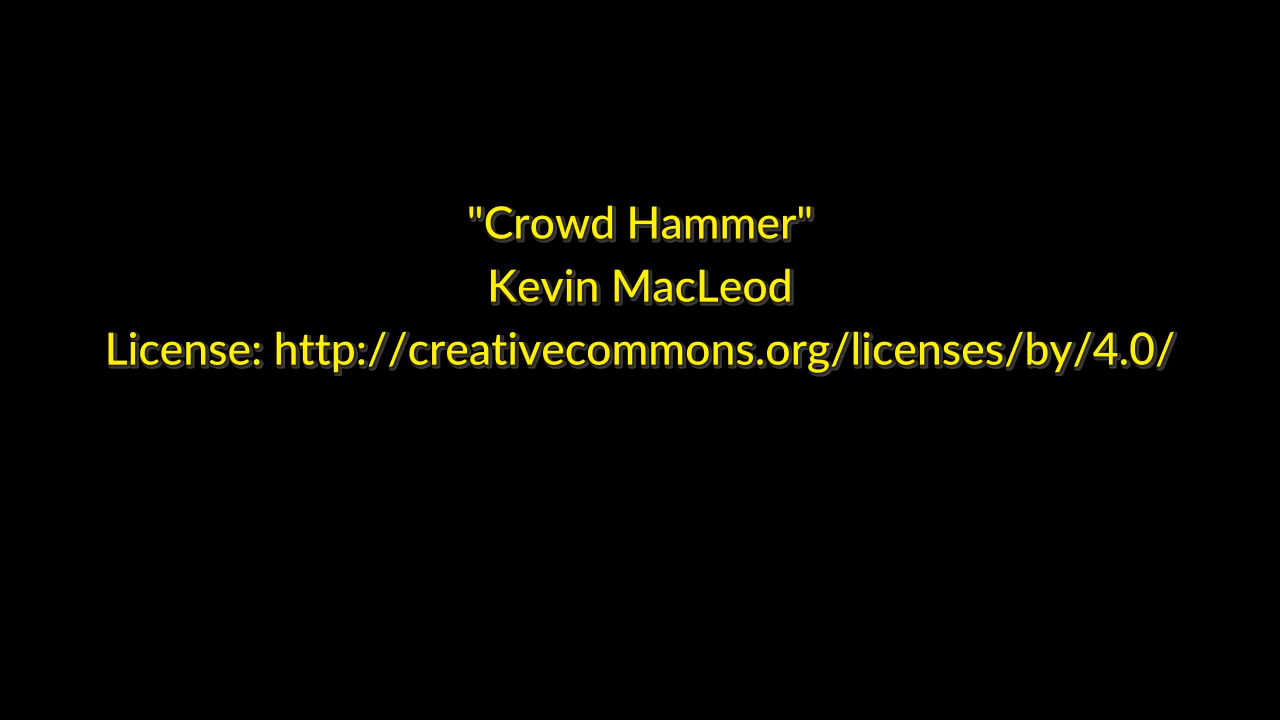 "Crowd Hammer"
Kevin MacLeod
License: http://creativecommons.org/licenses/by/4.0/